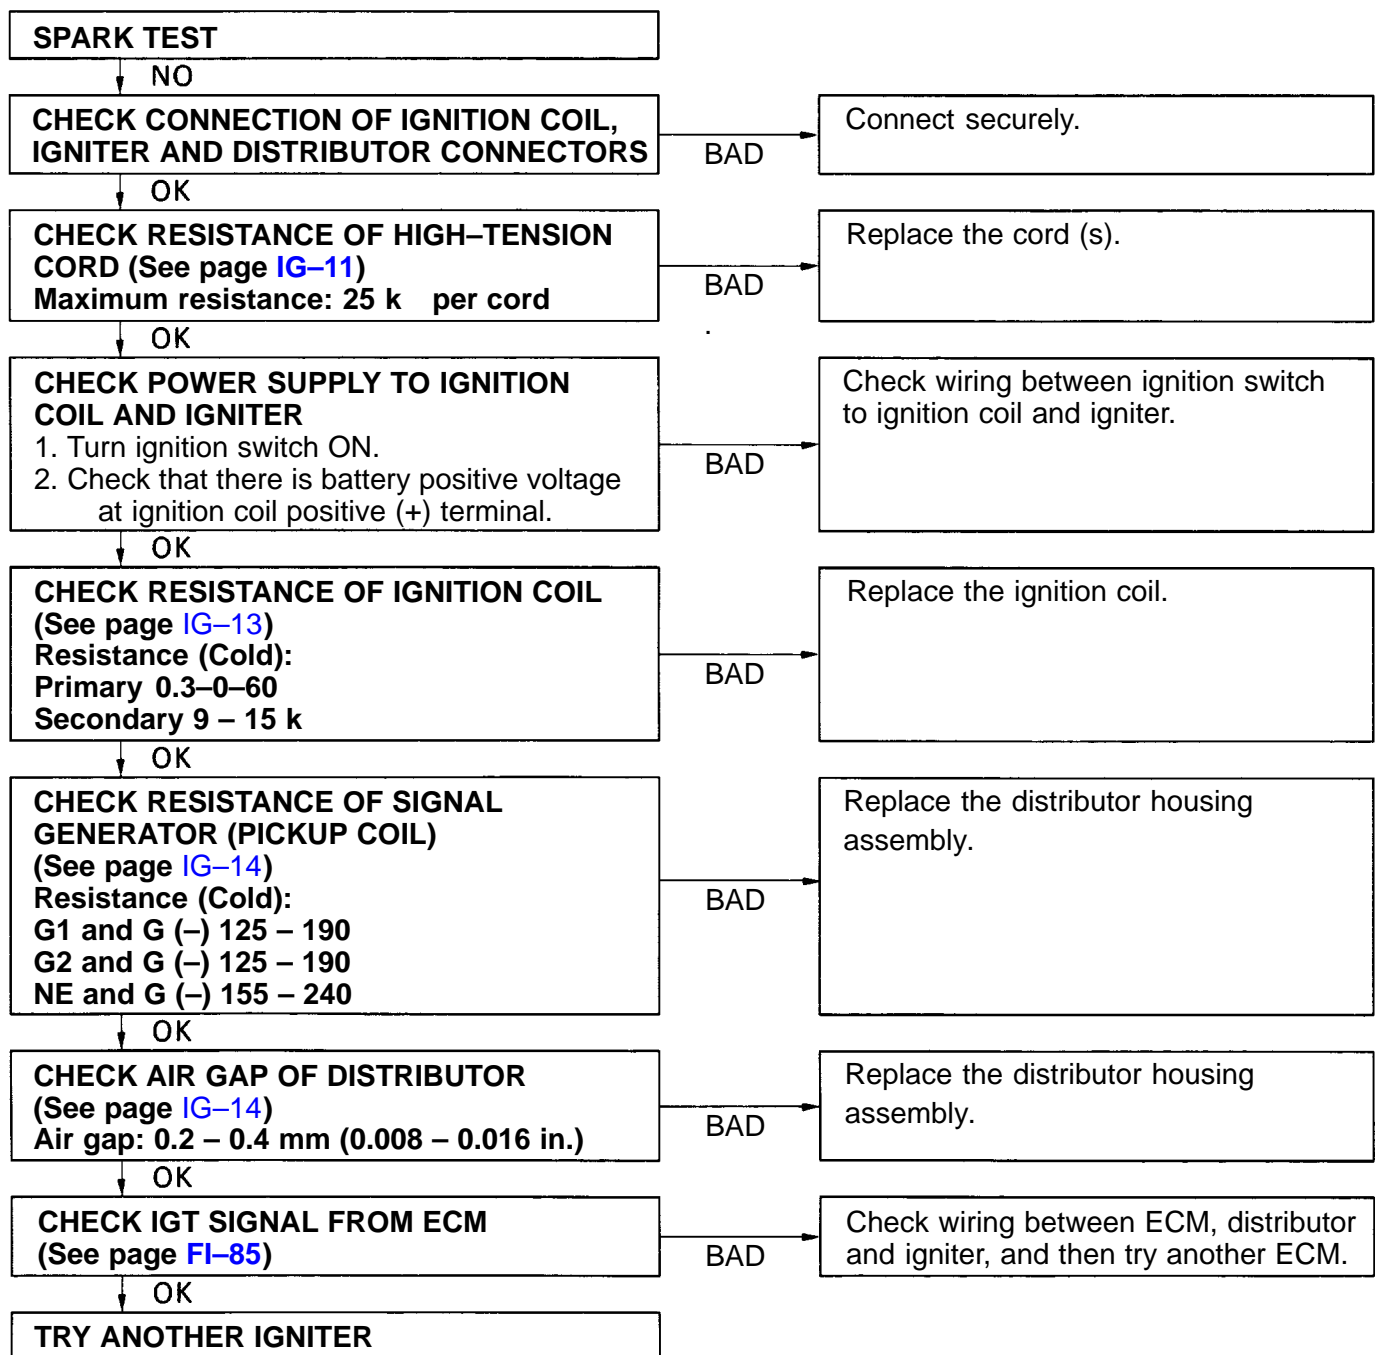 SPARK TEST
NO
CHECK CONNECTION OF IGNITION COIL,
IGNITER AND DISTRIBUTOR CONNECTORS
BAD
Connect securely.
OK
CHECK RESISTANCE OF HIGH–TENSION
CORD (See page IG–11)
Maximum resistance: 25 k per cord
BAD
.
Replace the cord (s).
OK
CHECK POWER SUPPLY TO IGNITION
COIL AND IGNITER
1. Turn ignition switch ON.
2. Check that there is battery positive voltage
at ignition coil positive (+) terminal.
BAD
Check wiring between ignition switch
to ignition coil and igniter.
OK
CHECK RESISTANCE OF IGNITION COIL
(See page IG–13)
Resistance (Cold):
Primary 0.3–0–60
Secondary 9 – 15 k
BAD
Replace the ignition coil.
OK
CHECK RESISTANCE OF SIGNAL
GENERATOR (PICKUP COIL)
(See page IG–14)
Resistance (Cold):
G1 and G (–) 125 – 190
G2 and G (–) 125 – 190
NE and G (–) 155 – 240
BAD
Replace the distributor housing
assembly.
OK
CHECK AIR GAP OF DISTRIBUTOR
(See page IG–14)
Air gap: 0.2 – 0.4 mm (0.008 – 0.016 in.)
BAD
Replace the distributor housing
assembly.
OK
CHECK IGT SIGNAL FROM ECM
(See page FI–85)
BAD
Check wiring between ECM, distributor
and igniter, and then try another ECM.
OK
TRY ANOTHER IGNITER